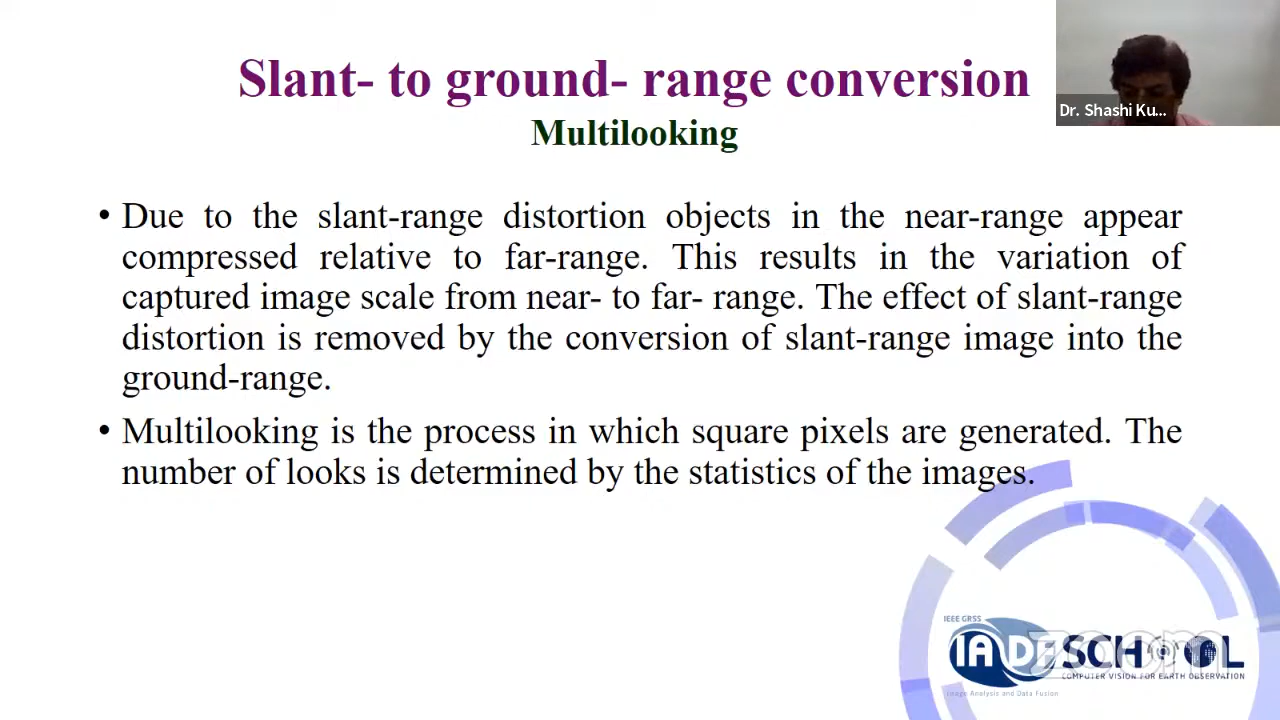 Slant- to ground- range conversion
Multilooking
Dr. Shashi Ku...
• Due to the slant-range distortion objects in the near-range appear
compressed relative to far-range. This results in the variation of
captured image scale from near- to far- range. The effect of slant-range
distortion is removed by the conversion of slant-range image into the
ground-range.
• Multilooking is the process in which square pixels are generated. The
number of looks is determined by the statistics of the images.
IEEE GRSS
IADF SCHOOL
zoom
COMPUTER VISION FOR EARTH OBSERVATION
Image Analysis and Data Fusion